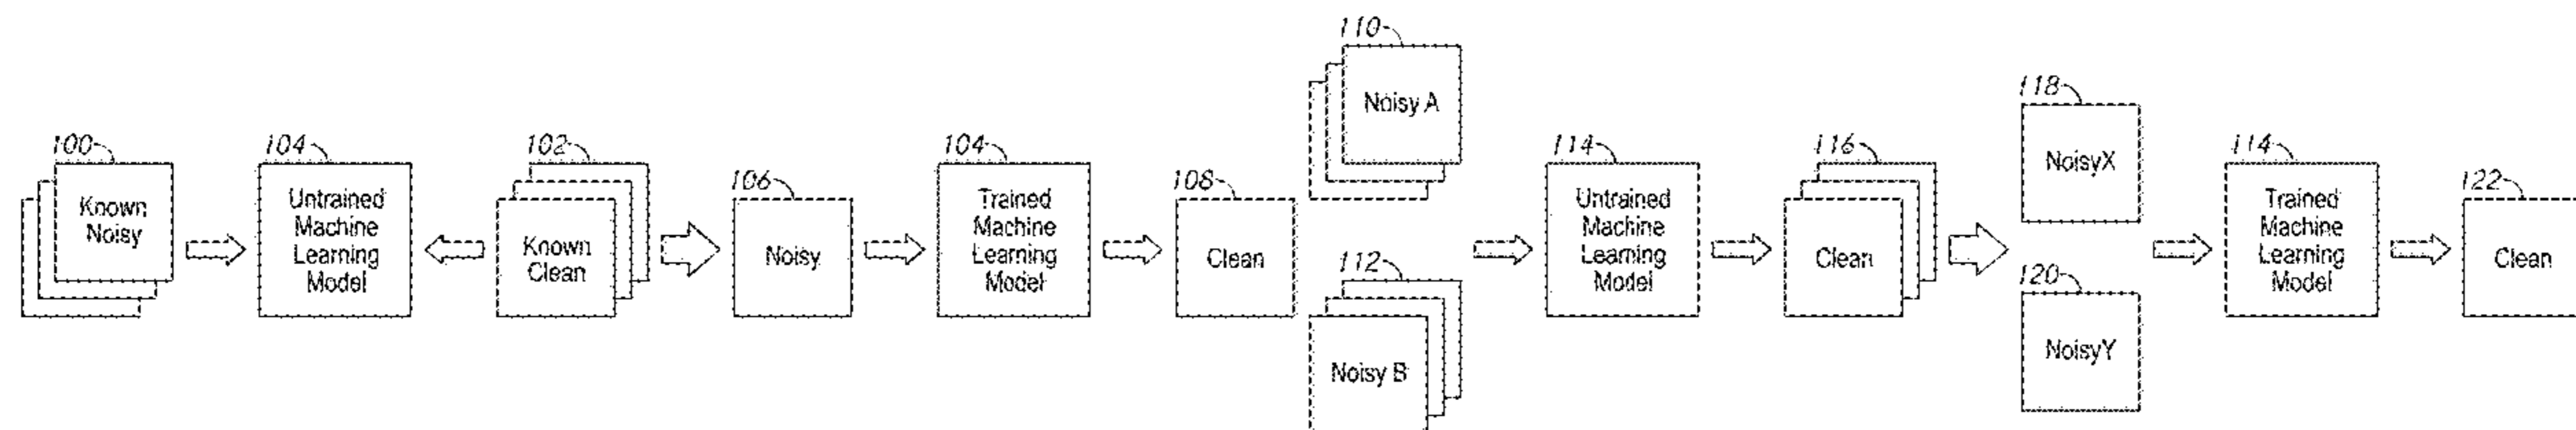 100
Known
Noisy
104
Untrained
Machine
Learning
Model
102
Known
Clean
106
Noisy
104
Trained
Machine
Learning
Model
108
Clean
110
Noisy A
112
Noisy B
114
Untrained
Machine
Learning
Model
116
Clean
118
NoisyX
120
NoisyY
114
Trained
Machine
Learning
Model
122
Clean